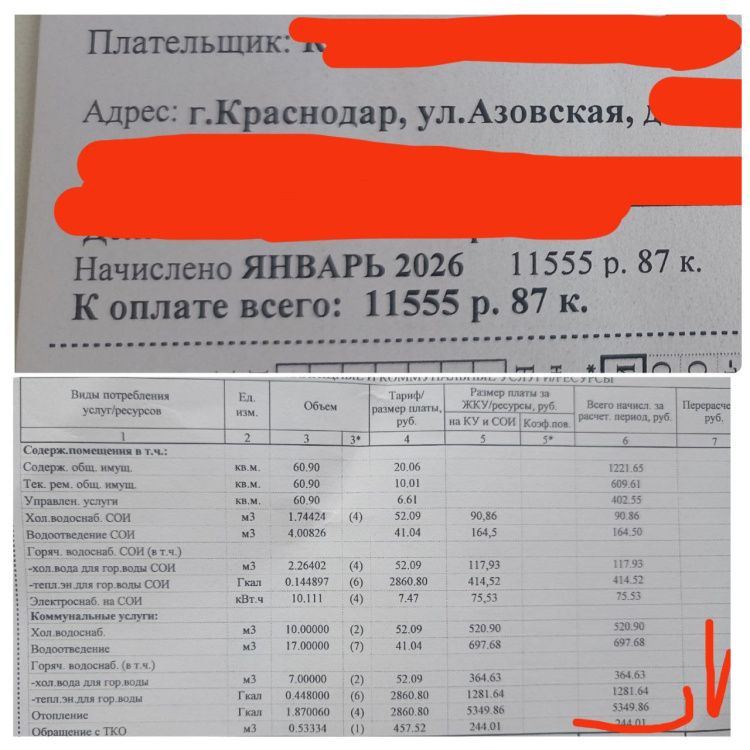 Плательщик:
Адрес: г.Краснодар, ул.Азовская, д
Начислено ЯНВАРЬ 2026 11555 р. 87 к.
К оплате всего: 11555 р. 87 к.
И КОММУНАЛЬНЫЕ УСЛУГИ/РЕСУРСЫ
Виды потребления услуг/ресурсов Ед. изм. Объем Тариф/размер платы, руб. Размер платы за ЖКУ/ресурсы, руб. на КУ и СОИ Коэф.пов. Всего начисл. за расчет. период, руб. Перерасче руб.
1 2 3 3* 4 5 5* 6 7
Содерж.помещения в т.ч.:
Содерж. общ. имущ. кв.м. 60.90 20.06 1221.65
Тек. рем. общ. имущ. кв.м. 60.90 10.01 609.61
Управлен. услуги кв.м. 60.90 6.61 402.55
Хол.водоснаб. СОИ м3 1.74424 (4) 52.09 90,86 90.86
Водоотведение СОИ м3 4.00826 41.04 164,5 164.50
Горяч. водоснаб. СОИ (в т.ч.)
-хол.вода для гор.воды СОИ м3 2.26402 (4) 52.09 117,93 117.93
-тепл.эн.для гор.воды СОИ Гкал 0.144897 (6) 2860.80 414,52 414.52
Электроснаб. на СОИ кВт.ч 10.111 (4) 7.47 75,53 75.53
Коммунальные услуги:
Хол.водоснаб. м3 10.00000 (2) 52.09 520.90 520.90
Водоотведение м3 17.00000 (7) 41.04 697.68 697.68
Горяч. водоснаб. (в т.ч.)
-хол.вода для гор.воды м3 7.00000 (2) 52.09 364.63 364.63
-тепл.эн.для гор.воды Гкал 0.448000 (6) 2860.80 1281.64 1281.64
Отопление Гкал 1.870060 (4) 2860.80 5349.86 5349.86
Обращение с ТКО м3 0.53334 (1) 457.52 244.01 244.01